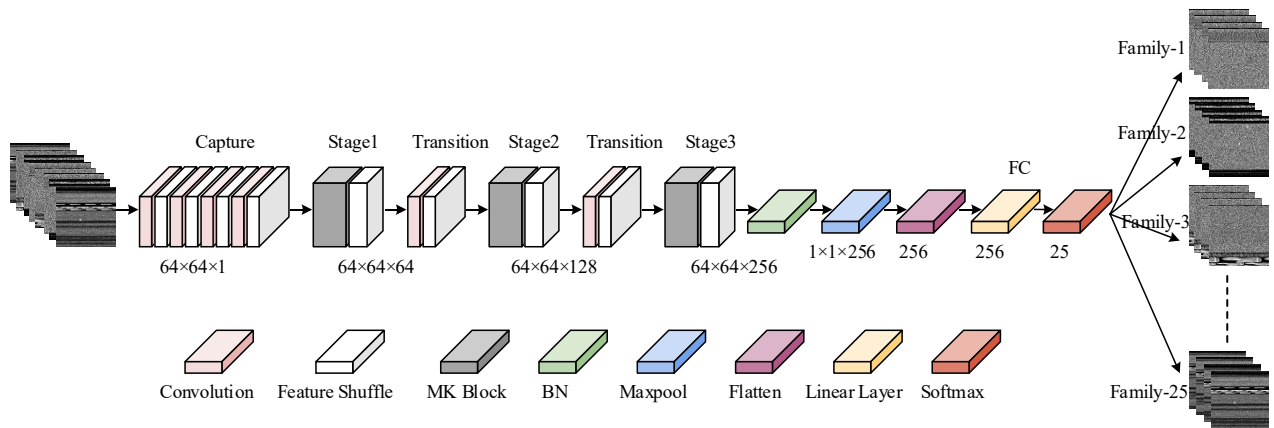 Family-1
Family-2
Capture Stage1 Transition Stage2 Transition Stage3
FC
Family-3
64×64×1 64×64×64 64×64×128 64×64×256 1×1×256 256 256 25
Convolution Feature Shuffle MK Block BN Maxpool Flatten Linear Layer Softmax
Family-25